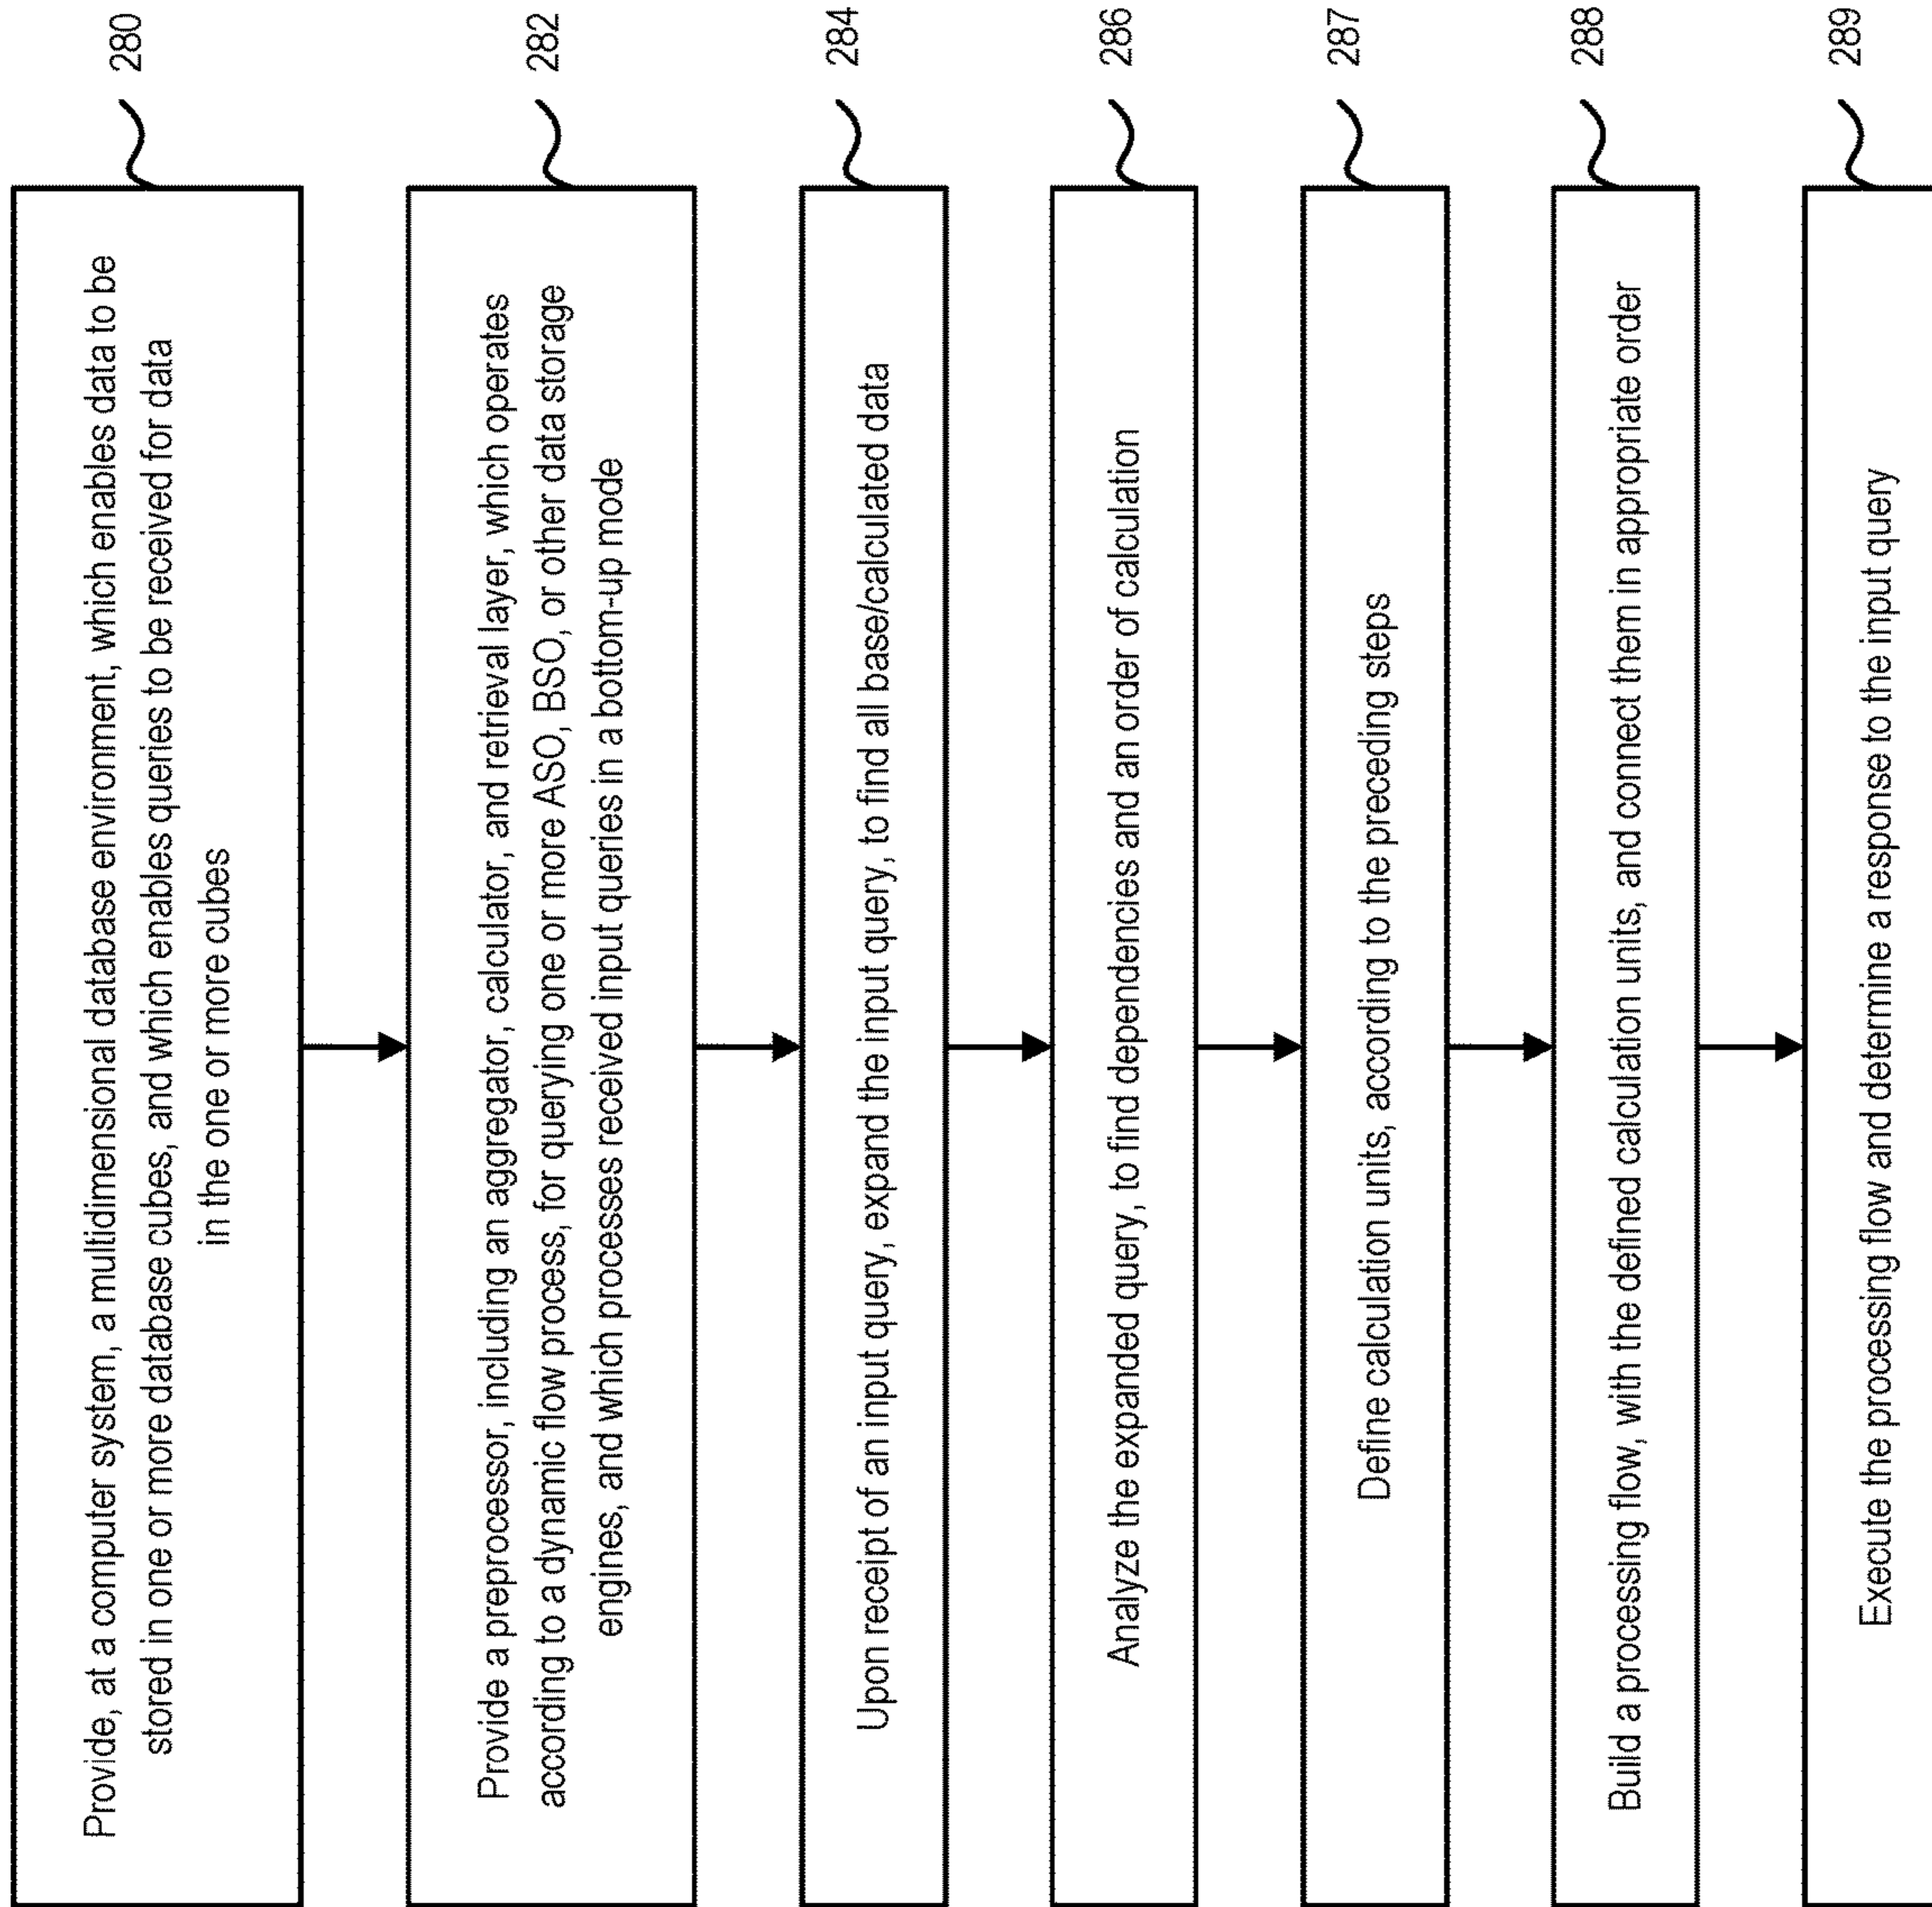 Provide, at a computer system, a multidimensional database environment, which enables data to be
stored in one or more database cubes, and which enables queries to be received for data
in the one or more cubes
280
Provide a preprocessor, including an aggregator, calculator, and retrieval layer, which operates
according to a dynamic flow process, for querying one or more ASO, BSO, or other data storage
engines, and which processes received input queries in a bottom-up mode
282
Upon receipt of an input query, expand the input query, to find all base/calculated data
284
Analyze the expanded query, to find dependencies and an order of calculation
286
Define calculation units, according to the preceding steps
287
Build a processing flow, with the defined calculation units, and connect them in appropriate order
288
Execute the processing flow and determine a response to the input query
289